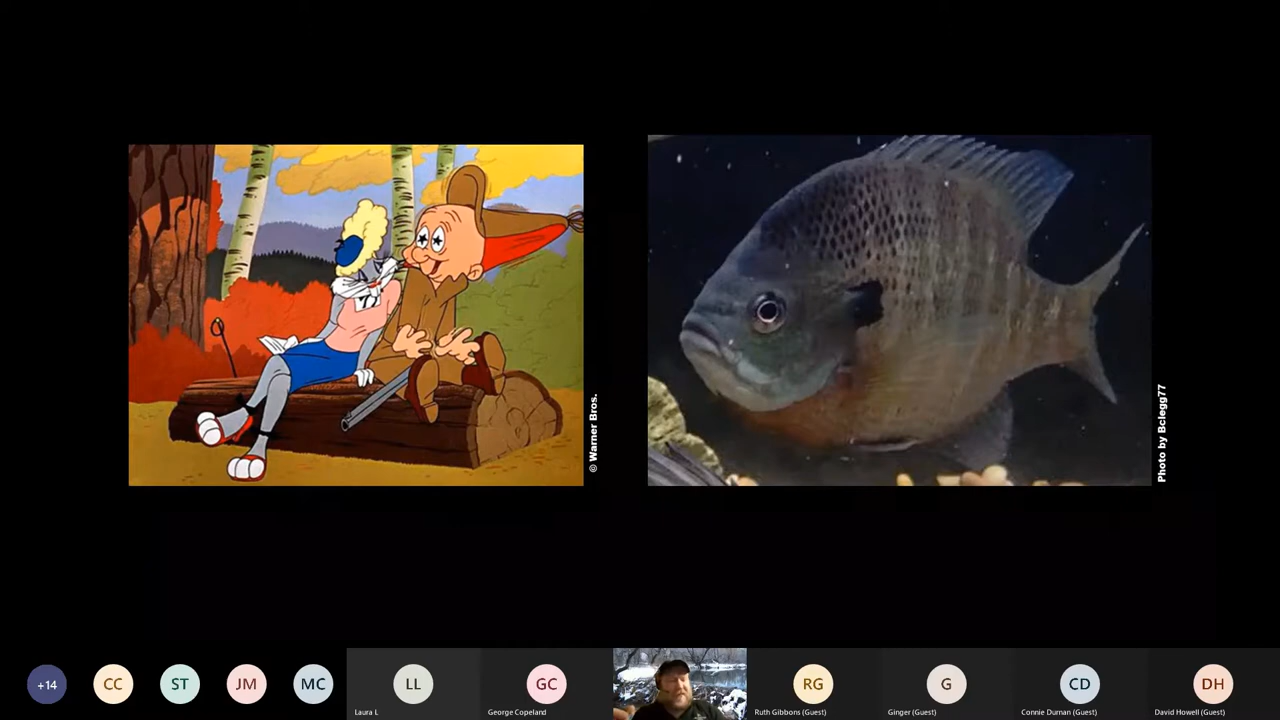 © Warner Bros.
Photo by Bclegg77
+14
CC
ST
JM
MC
LL
Laura L
GC
George Copeland
RG
Ruth Gibbons (Guest)
G
Ginger (Guest)
CD
Connie Durnan (Guest)
DH
David Howell (Guest)